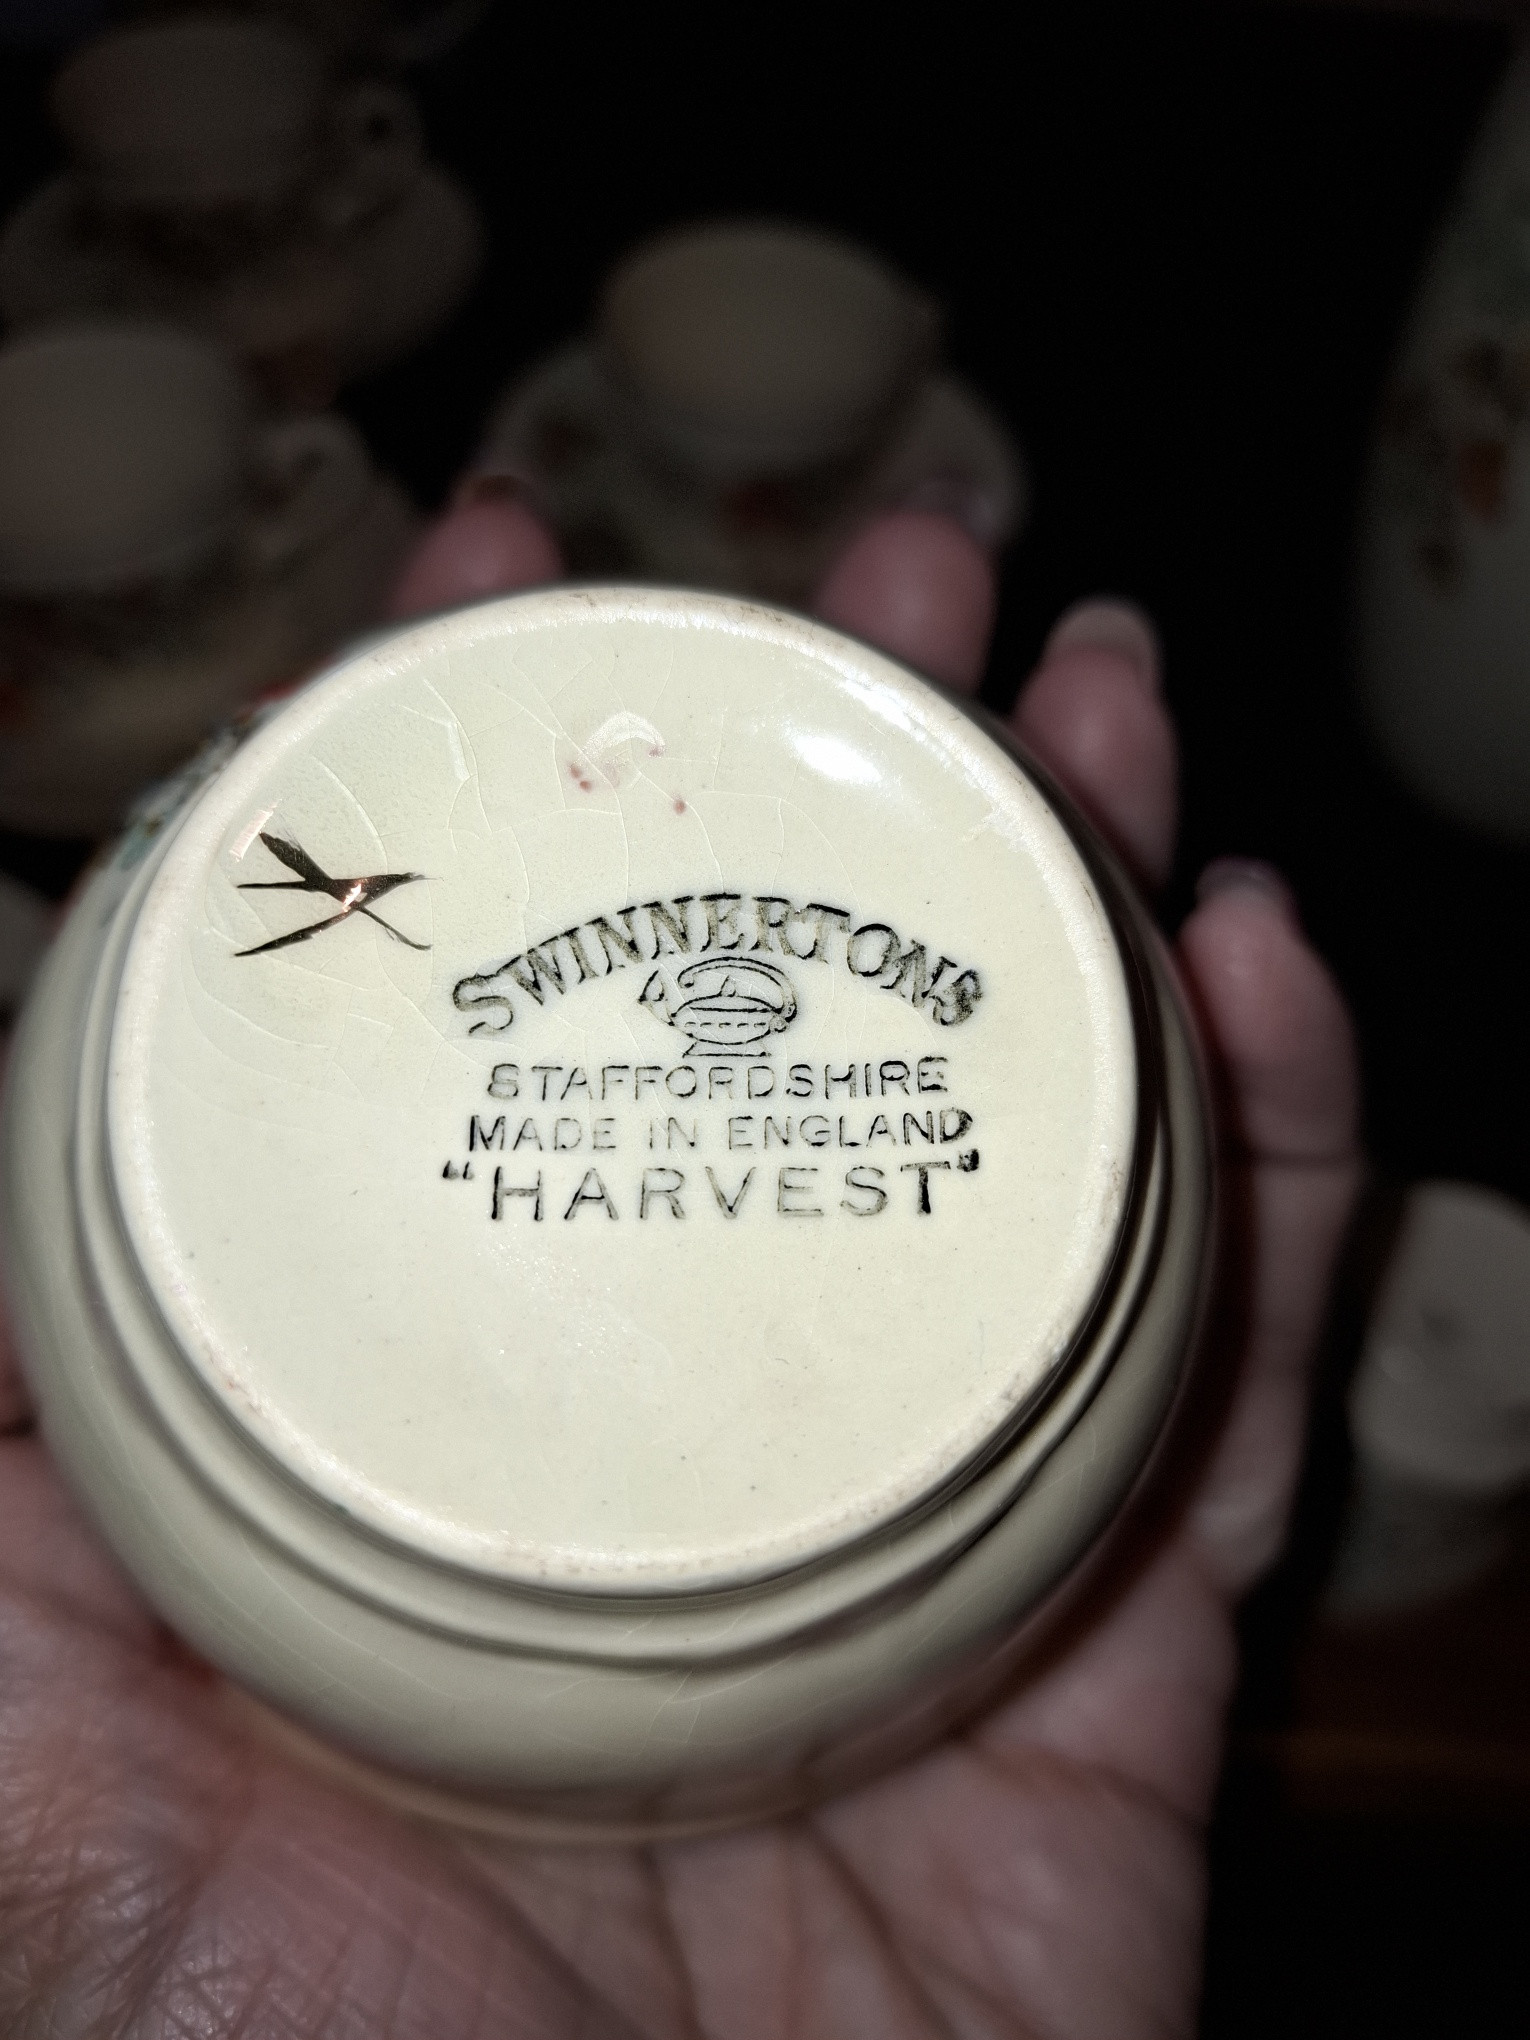 SWINNERTONS
STAFFORDSHIRE
MADE IN ENGLAND
"HARVEST"